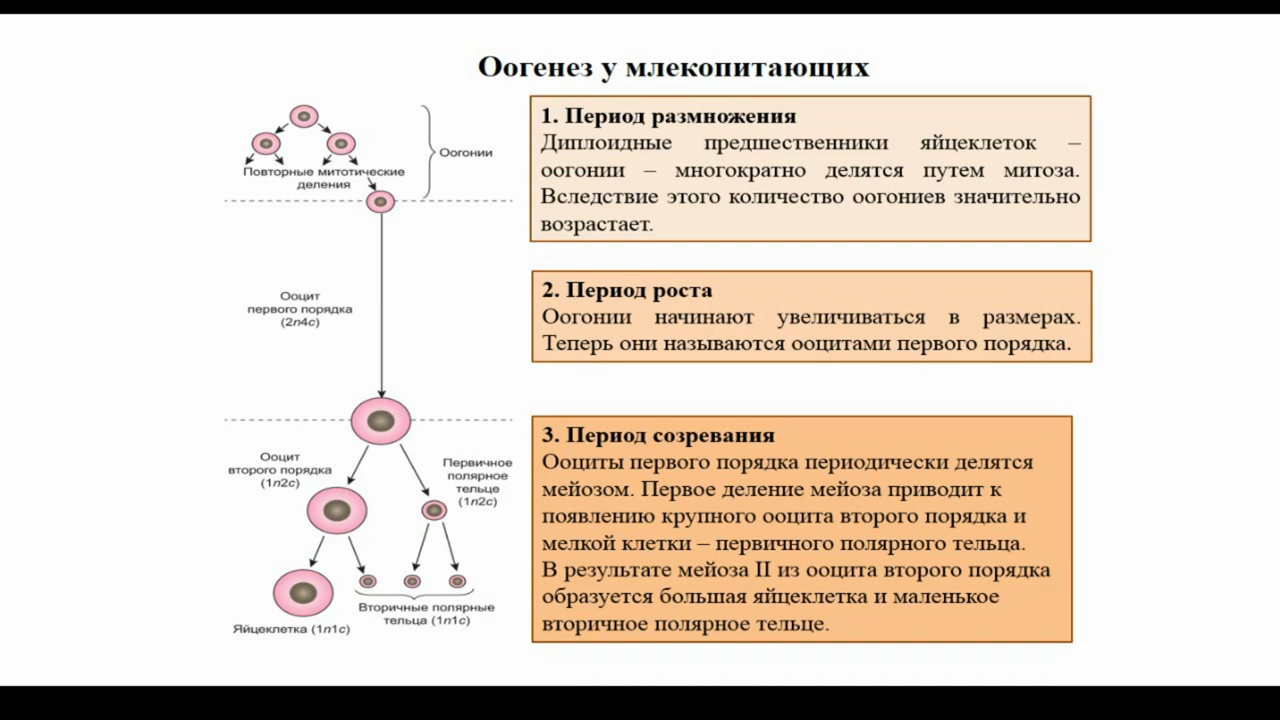 Оогенез у млекопитающих
Оогонии
Повторные митотические
деления
Ооцит
первого порядка
(2n4c)
Ооцит
второго порядка
(1n2c)
Первичное
полярное
тельце
(1n2c)
Вторичные полярные
тельца (1n1c)
Яйцеклетка (1n1c)
1. Период размножения
Диплоидные предшественники яйцеклеток –
оогонии – многократно делятся путем митоза.
Вследствие этого количество оогониев значительно
возрастает.
2. Период роста
Оогонии начинают увеличиваться в размерах.
Теперь они называются ооцитами первого порядка.
3. Период созревания
Ооциты первого порядка периодически делятся
мейозом. Первое деление мейоза приводит к
появлению крупного ооцита второго порядка и
мелкой клетки – первичного полярного тельца.
В результате мейоза II из ооцита второго порядка
образуется большая яйцеклетка и маленькое
вторичное полярное тельце.